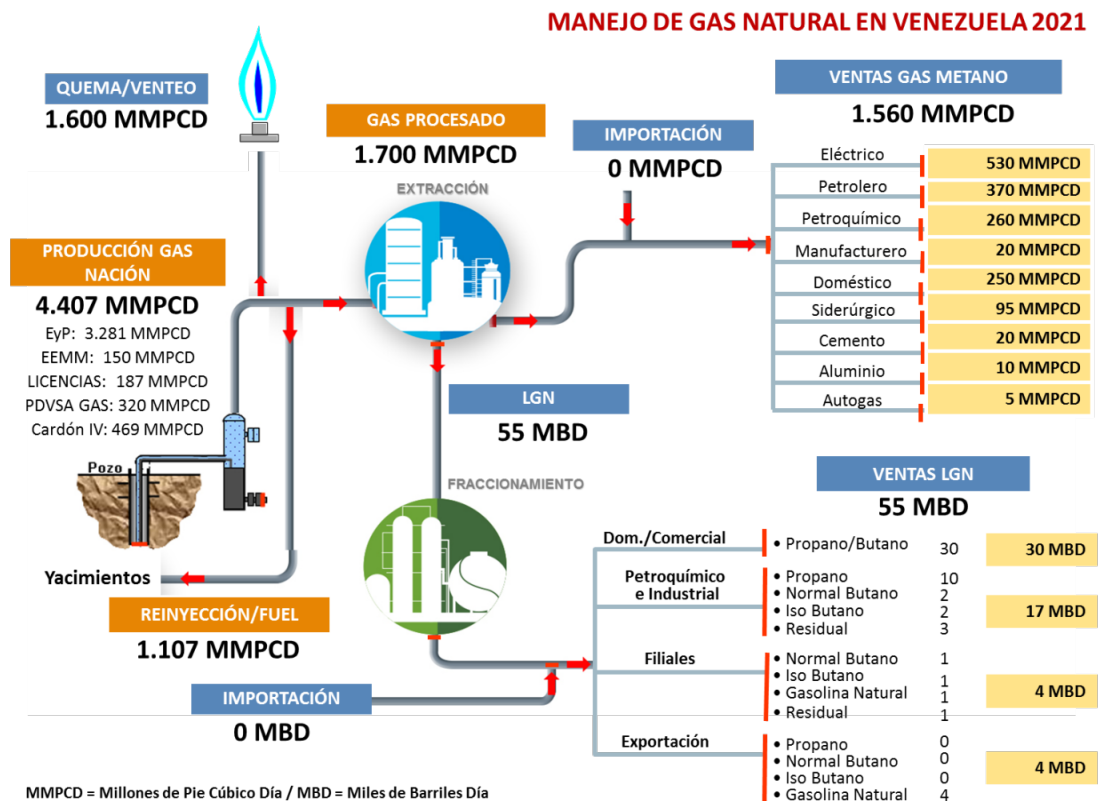 MANEJO DE GAS NATURAL EN VENEZUELA 2021
QUEMA/VENTEO
1.600 MMPCD
GAS PROCESADO
1.700 MMPCD
EXTRACCIÓN
IMPORTACIÓN
0 MMPCD
VENTAS GAS METANO
1.560 MMPCD
Eléctrico 530 MMPCD
Petrolero 370 MMPCD
Petroquímico 260 MMPCD
Manufacturero 20 MMPCD
Doméstico 250 MMPCD
Siderúrgico 95 MMPCD
Cemento 20 MMPCD
Aluminio 10 MMPCD
Autogas 5 MMPCD
PRODUCCIÓN GAS
NACIÓN
4.407 MMPCD
EyP: 3.281 MMPCD
EEMM: 150 MMPCD
LICENCIAS: 187 MMPCD
PDVSA GAS: 320 MMPCD
Cardón IV: 469 MMPCD
Pozo
Yacimientos
REINYECCIÓN/FUEL
1.107 MMPCD
LGN
55 MBD
FRACCIONAMIENTO
IMPORTACIÓN
0 MBD
VENTAS LGN
55 MBD
Dom./Comercial
• Propano/Butano 30
30 MBD
Petroquímico
e Industrial
• Propano 10
• Normal Butano 2
• Iso Butano 2
• Residual 3
17 MBD
Filiales
• Normal Butano 1
• Iso Butano 1
• Gasolina Natural 1
• Residual 1
4 MBD
Exportación
• Propano 0
• Normal Butano 0
• Iso Butano 0
• Gasolina Natural 4
4 MBD
MMPCD = Millones de Pie Cúbico Día / MBD = Miles de Barriles Día